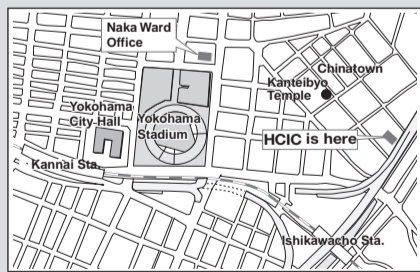 Naka Ward
Office
Chinatown
Kanteibyo
Temple
Yokohama
City Hall
Yokohama
Stadium
HCIC is here
Kannai Sta.
Ishikawacho Sta.